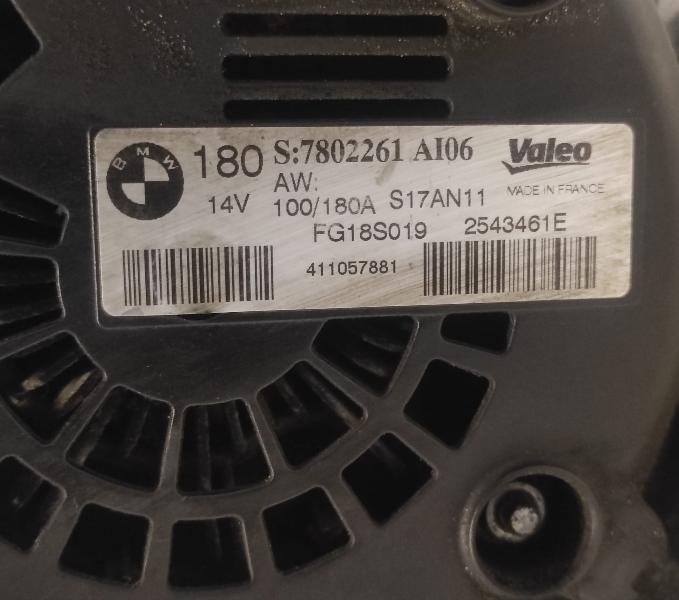 BMW 180 S:7802261 AI06 Valeo
AW:
14V 100/180A S17AN11 MADE IN FRANCE
FG18S019 2543461E
411057881